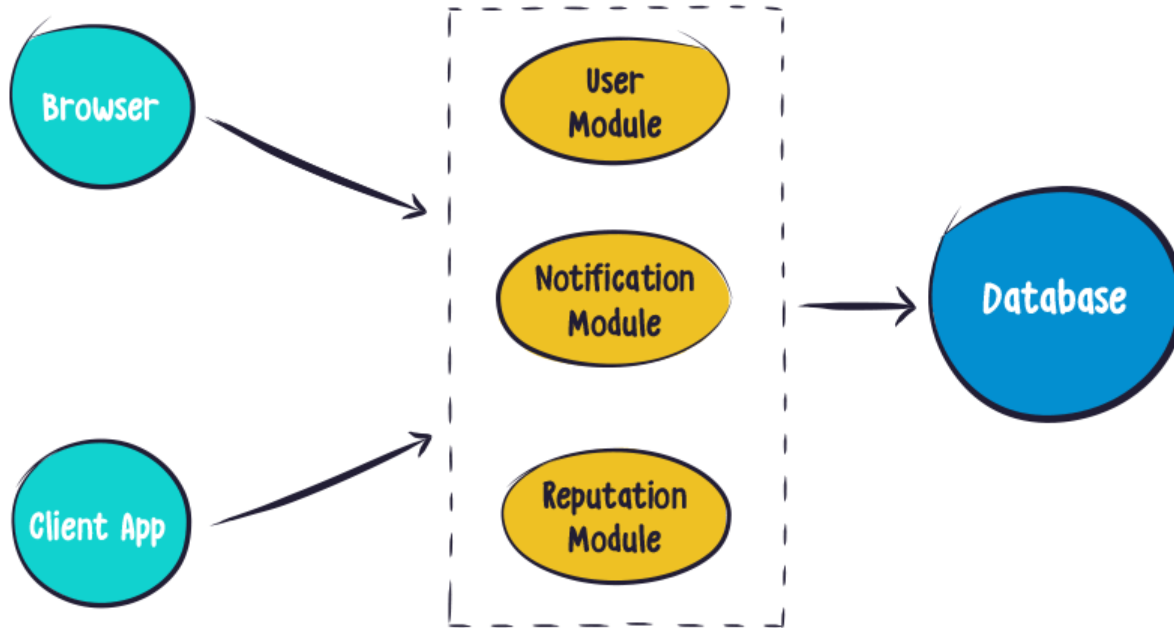 Browser
User
Module
Notification
Module
Database
Reputation
Module
Client App